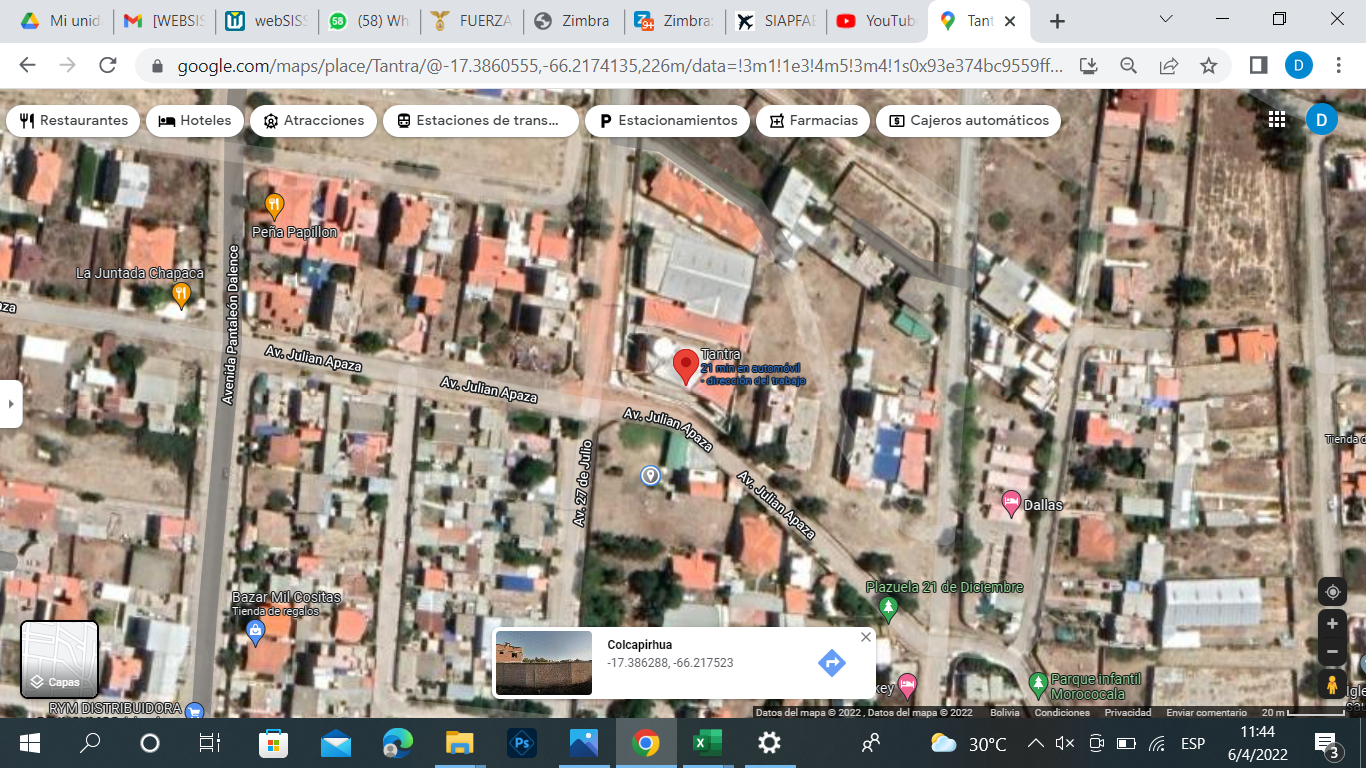 Mi unid
[WEBSIS
webSISS
(58) Wh
FUERZA
Zimbra
Zimbra:
SIAPFAE
YouTube
Tant
google.com/maps/place/Tantra/@-17.3860555,-66.2174135,226m/data=!3m1!1e3!4m5!3m4!1s0x93e374bc9559ff...
D
Restaurantes
Hoteles
Atracciones
Estaciones de trans...
Estacionamientos
Farmacias
Cajeros automáticos
D
Peña Papillon
La Juntada Chapaca
Avenida Pantaleón Dalence
Av. Julian Apaza
Av. Julian Apaza
Tantra
21 min en automóvil
- dirección del trabajo
Av. Julian Apaza
Av. 27 de Julio
Av. Julian Apaza
Tienda d
Dallas
Plazuela 21 de Diciembre
Bazar Mil Cositas
Tienda de regalos
Colcapirhua
-17.386288, -66.217523
Capas
key
Parque infantil
Morococala
RYM DISTRIBUIDORA
Datos del mapa © 2022 , Datos del mapa © 2022
Bolivia
Condiciones
Privacidad
Enviar comentario
20 m
30°C
ESP
11:44
6/4/2022
3